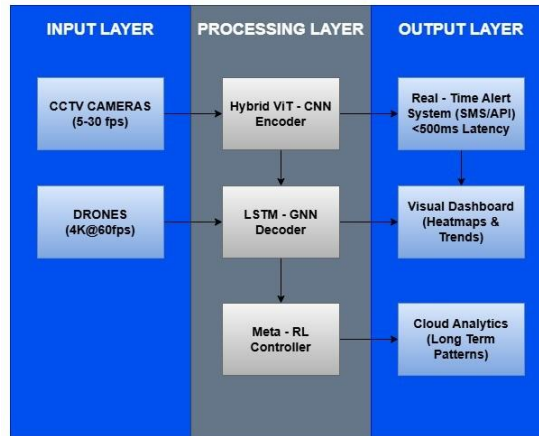 INPUT LAYER
PROCESSING LAYER
OUTPUT LAYER
CCTV CAMERAS
(5-30 fps)
Hybrid ViT - CNN
Encoder
Real - Time Alert
System (SMS/API)
<500ms Latency
DRONES
(4K@60fps)
LSTM - GNN
Decoder
Visual Dashboard
(Heatmaps &
Trends)
Meta - RL
Controller
Cloud Analytics
(Long Term
Patterns)